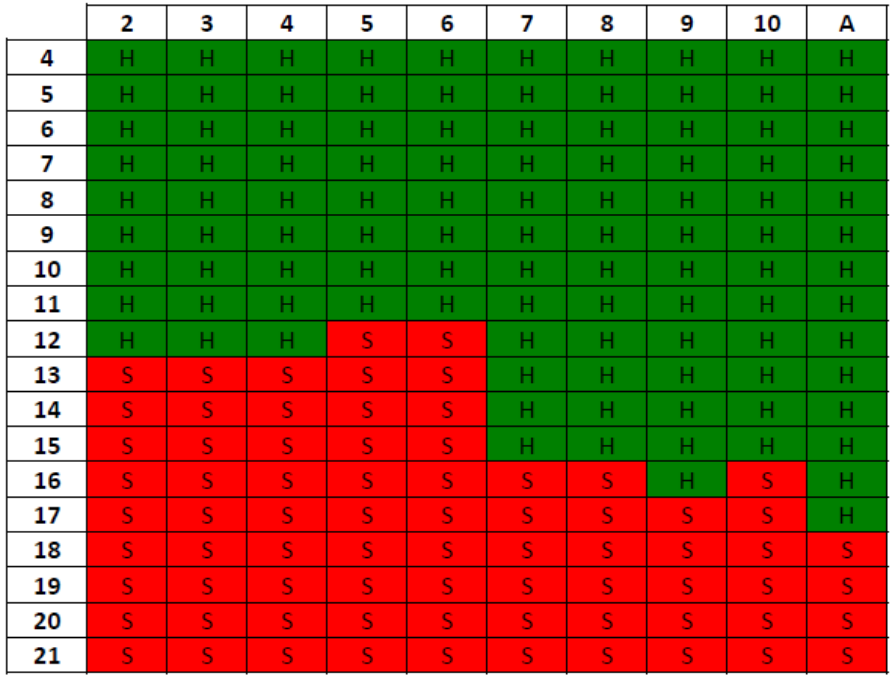 2 3 4 5 6 7 8 9 10 A
4 H H H H H H H H H H
5 H H H H H H H H H H
6 H H H H H H H H H H
7 H H H H H H H H H H
8 H H H H H H H H H H
9 H H H H H H H H H H
10 H H H H H H H H H H
11 H H H H H H H H H H
12 H H H S S H H H H H
13 S S S S S H H H H H
14 S S S S S H H H H H
15 S S S S S H H H H H
16 S S S S S S S H S H
17 S S S S S S S S S H
18 S S S S S S S S S S
19 S S S S S S S S S S
20 S S S S S S S S S S
21 S S S S S S S S S S